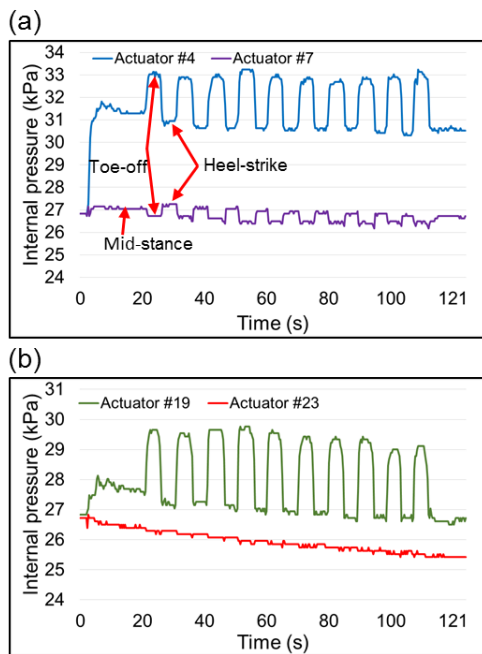 (a)
Internal pressure (kPa)
34
33
32
31
30
29
28
27
26
25
24
Actuator #4
Actuator #7
Toe-off
Heel-strike
Mid-stance
0
20
40
60
80
100
121
Time (s)
(b)
Internal pressure (kPa)
31
30
29
28
27
26
25
24
Actuator #19
Actuator #23
0
20
40
60
80
100
121
Time (s)